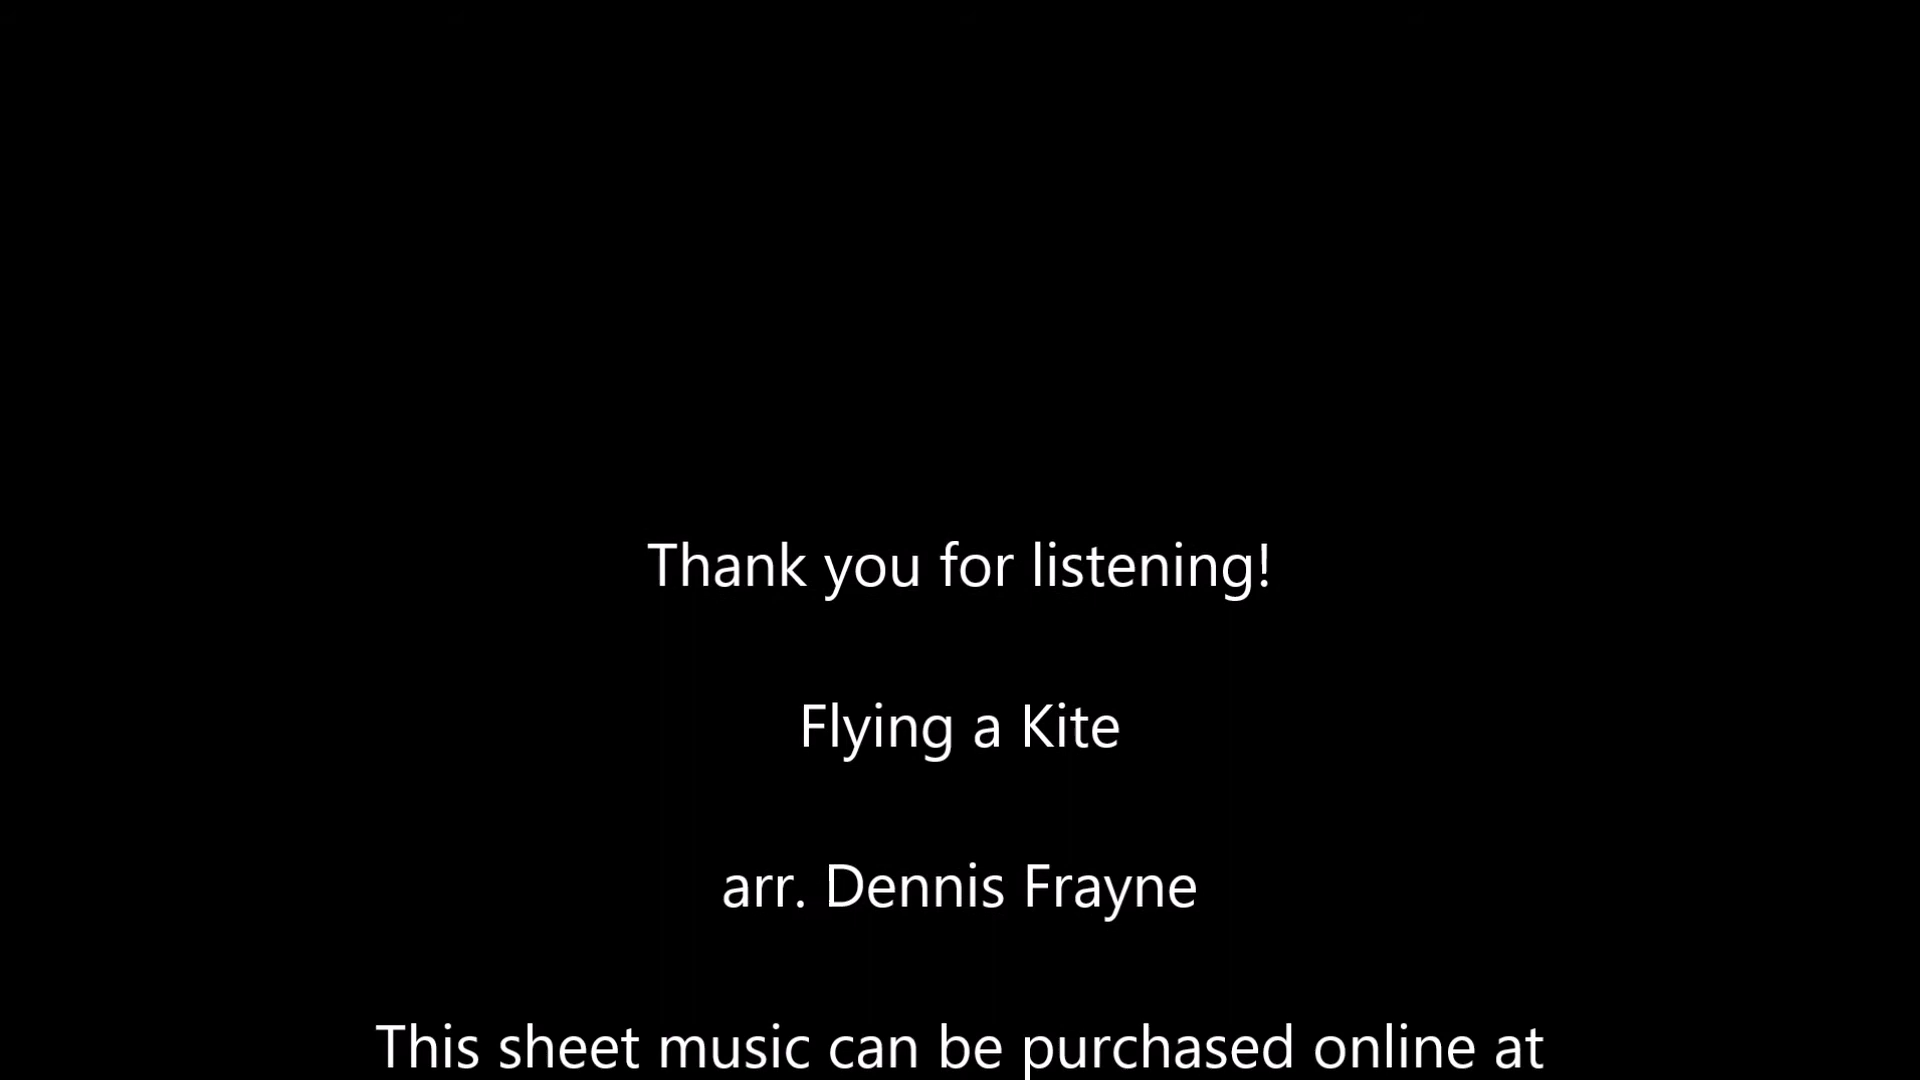 Thank you for listening!
Flying a Kite
arr. Dennis Frayne
This sheet music can be purchased online at